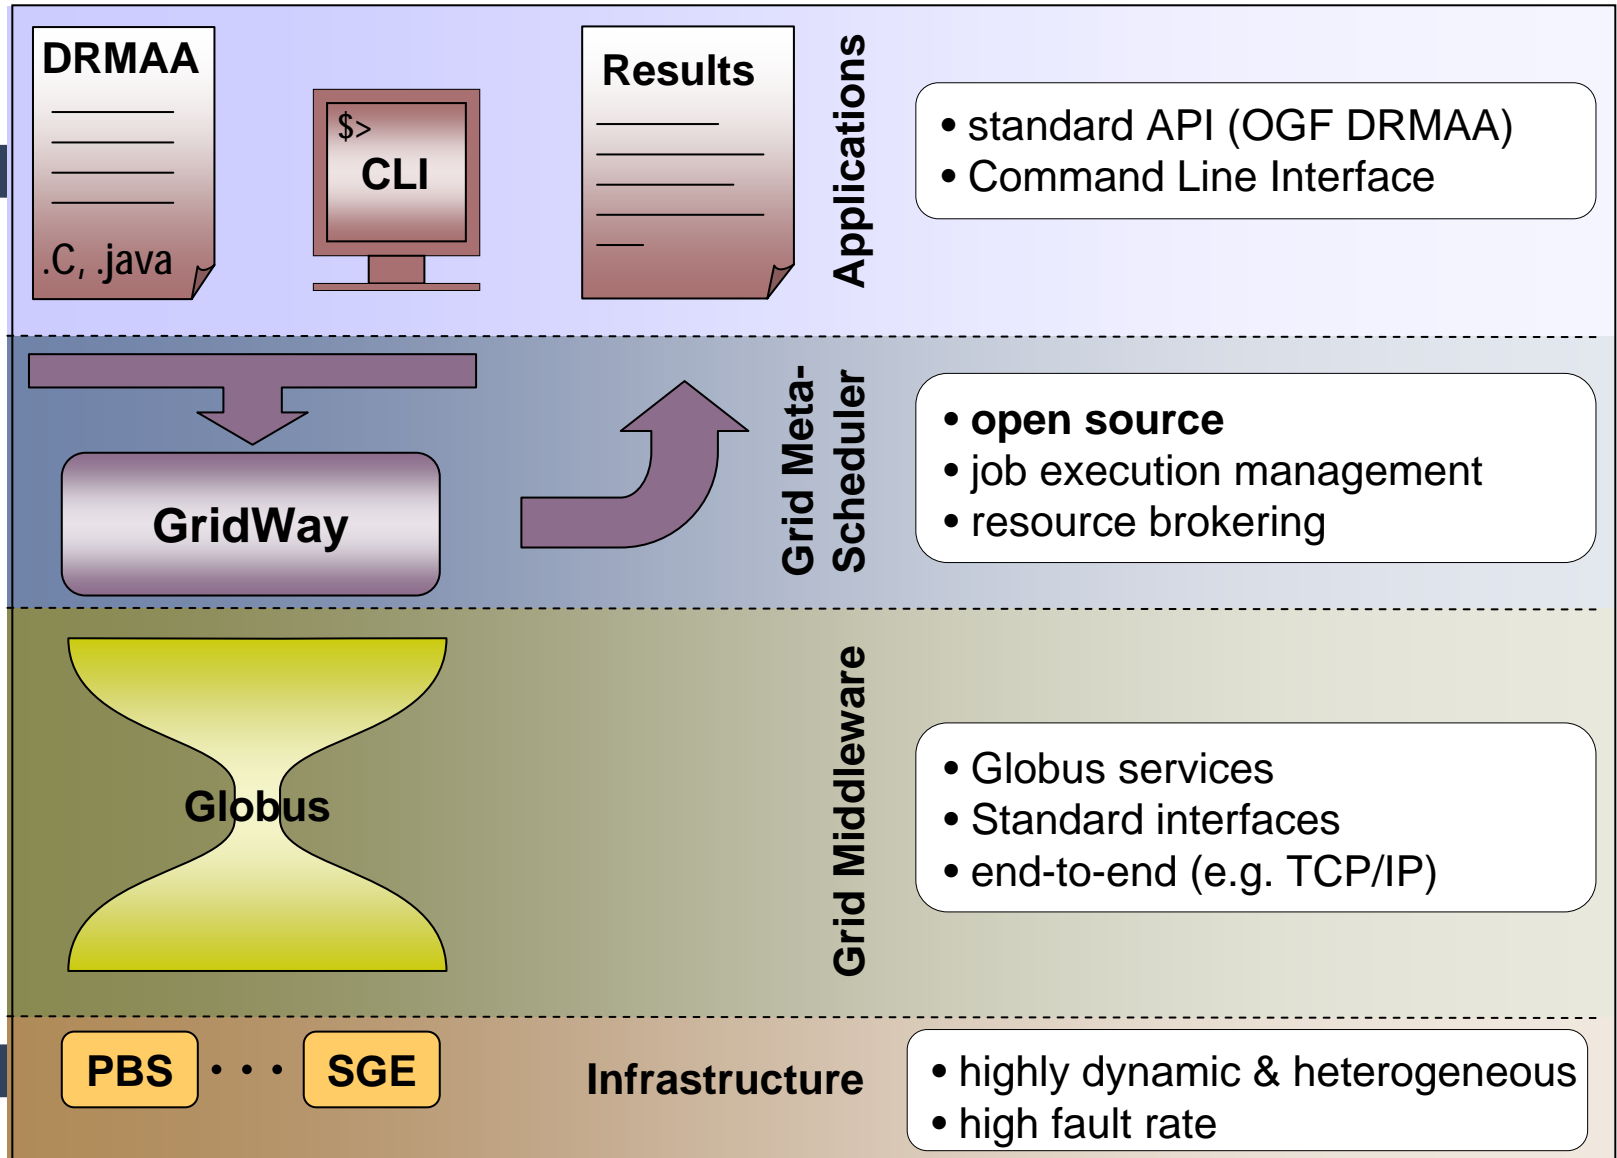 DRMAA
.C, .java
$>
CLI
Results
Applications
• standard API (OGF DRMAA)
• Command Line Interface
GridWay
Grid Meta-
Scheduler
• open source
• job execution management
• resource brokering
Globus
Grid Middleware
• Globus services
• Standard interfaces
• end-to-end (e.g. TCP/IP)
PBS
· · ·
SGE
Infrastructure
• highly dynamic & heterogeneous
• high fault rate